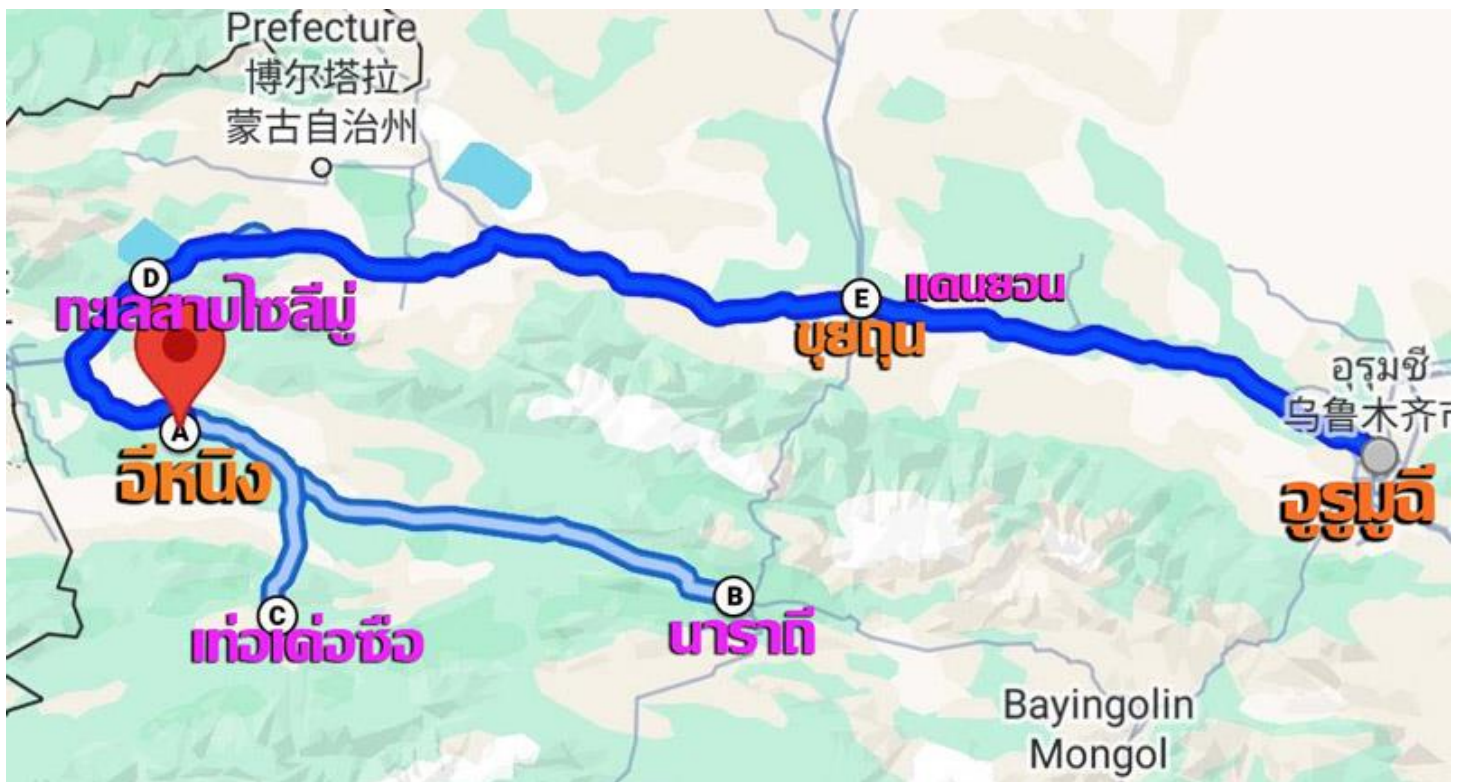 Prefecture
博尔塔拉
蒙古自治州
D
ทะเลสาบไซลีมู่
E
แคนยอน
ขุยถุน
อุรุมชี
乌鲁木齐市
A
อีหนิง
อูรูมูฉี
C
เท่อเค่อซือ
B
นาราถี
Bayingolin
Mongol